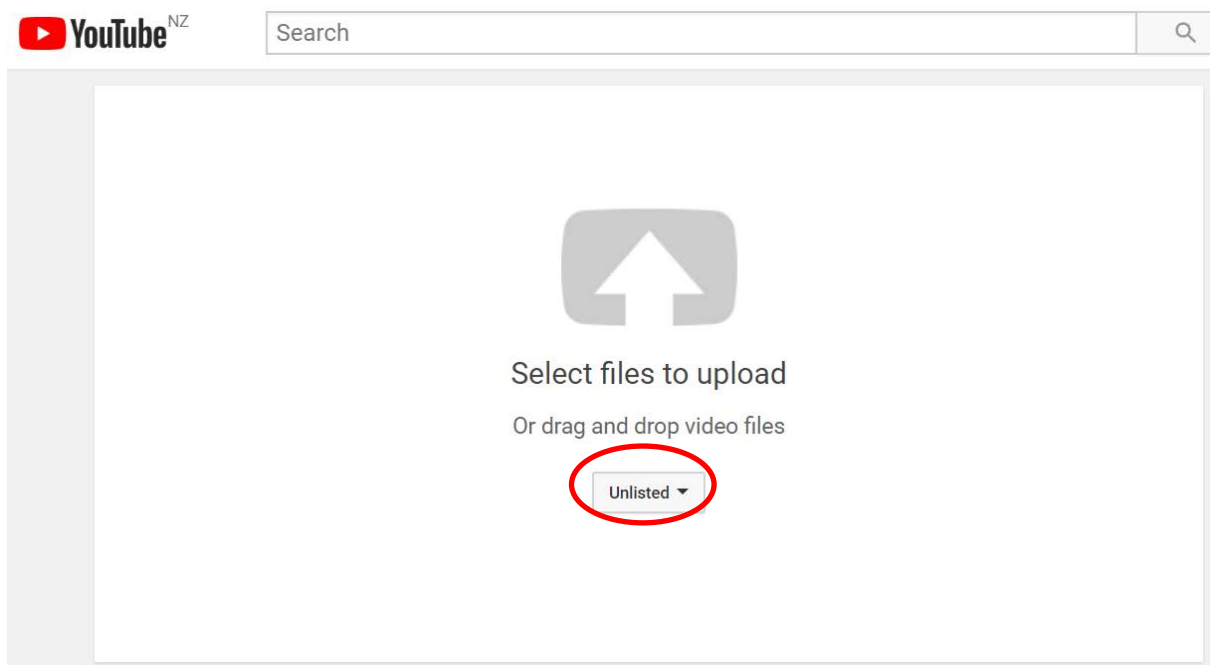 YouTube NZ
Search
Select files to upload
Or drag and drop video files
Unlisted